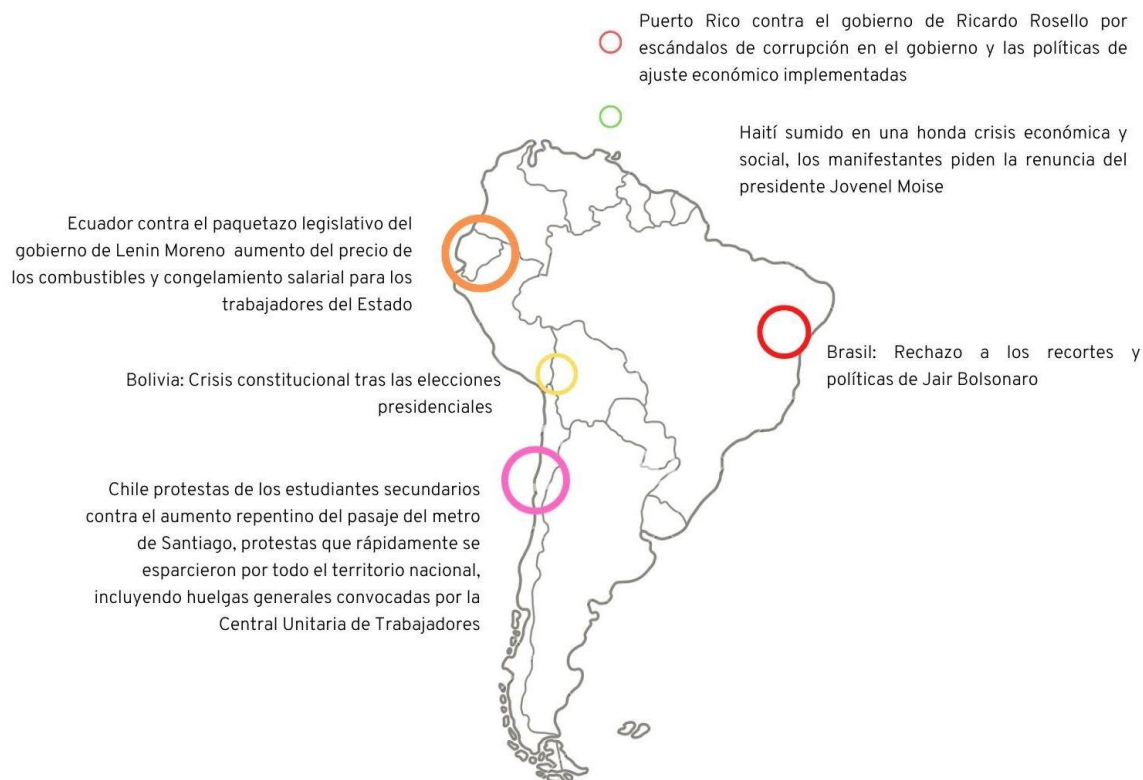 Puerto Rico contra el gobierno de Ricardo Rosello por
escándalos de corrupción en el gobierno y las políticas de
ajuste económico implementadas
Haití sumido en una honda crisis económica y
social, los manifestantes piden la renuncia del
presidente Jovenel Moise
Ecuador contra el paquetazo legislativo del
gobierno de Lenin Moreno aumento del precio de
los combustibles y congelamiento salarial para los
trabajadores del Estado
Brasil: Rechazo a los recortes y
políticas de Jair Bolsonaro
Bolivia: Crisis constitucional tras las elecciones
presidenciales
Chile protestas de los estudiantes secundarios
contra el aumento repentino del pasaje del metro
de Santiago, protestas que rápidamente se
esparcieron por todo el territorio nacional,
incluyendo huelgas generales convocadas por la
Central Unitaria de Trabajadores